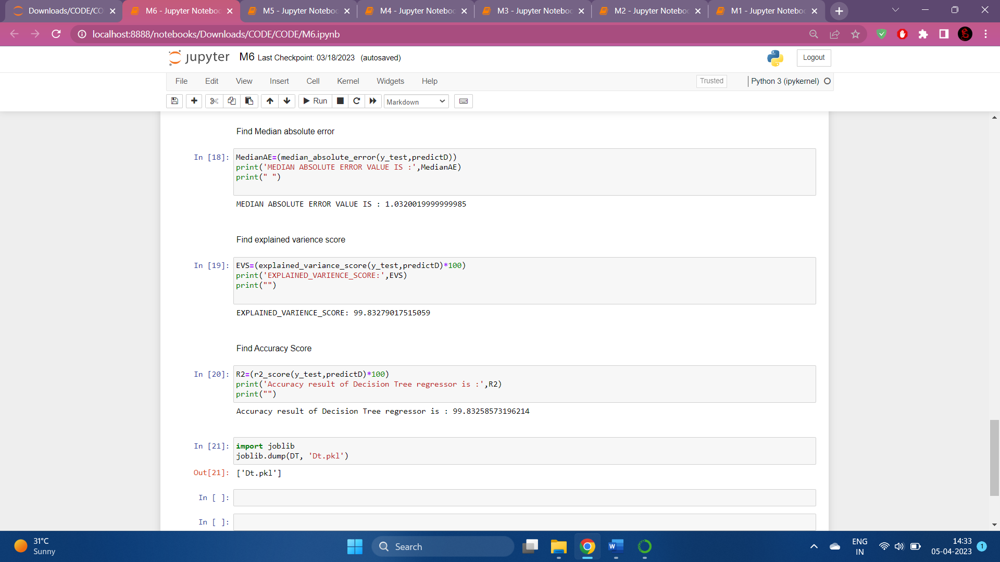 Downloads/CODE/CO
M6 - Jupyter Noteboo
M5 - Jupyter Noteboo
M4 - Jupyter Noteboo
M3 - Jupyter Noteboo
M2 - Jupyter Noteboo
M1 - Jupyter Noteboo
localhost:8888/notebooks/Downloads/CODE/CODE/M6.ipynb
jupyter M6 Last Checkpoint: 03/18/2023 (autosaved)
Logout
File Edit View Insert Cell Kernel Widgets Help
Trusted
Python 3 (ipykernel)
Run
Markdown
Find Median absolute error
In [18]: MedianAE=(median_absolute_error(y_test,predictD))
print('MEDIAN ABSOLUTE ERROR VALUE IS :',MedianAE)
print(" ")
MEDIAN ABSOLUTE ERROR VALUE IS : 1.0320019999999985
Find explained varience score
In [19]: EVS=(explained_variance_score(y_test,predictD)*100)
print('EXPLAINED_VARIENCE_SCORE:',EVS)
print("")
EXPLAINED_VARIENCE_SCORE: 99.83279017515059
Find Accuracy Score
In [20]: R2=(r2_score(y_test,predictD)*100)
print('Accuracy result of Decision Tree regressor is :',R2)
print("")
Accuracy result of Decision Tree regressor is : 99.83258573196214
In [21]: import joblib
joblib.dump(DT, 'Dt.pkl')
Out[21]: ['Dt.pkl']
In [ ]:
In [ ]:
31°C
Sunny
Search
W
ENG
IN
14:33
05-04-2023
1